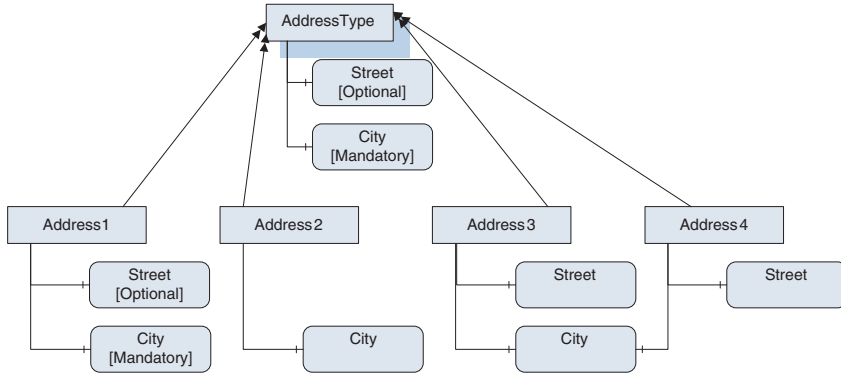 AddressType
Street
[Optional]
City
[Mandatory]
Address1
Address2
Address3
Address4
Street
[Optional]
Street
Street
City
[Mandatory]
City
City